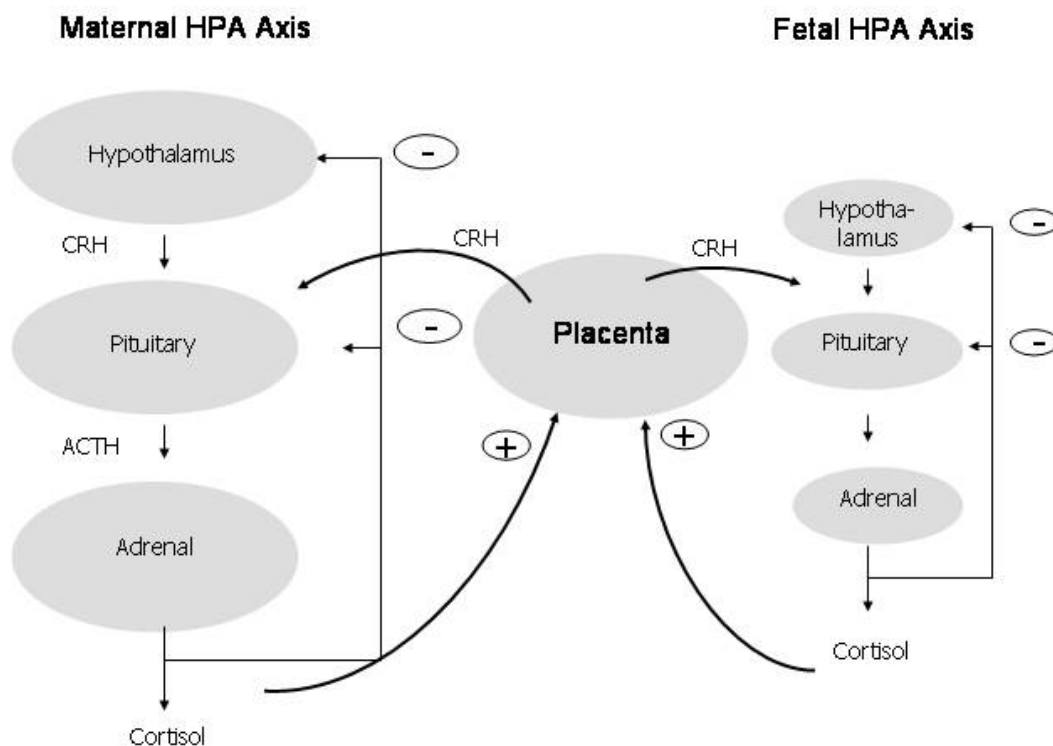 Maternal HPA Axis
Fetal HPA Axis
Hypothalamus
-
CRH
CRH
CRH
Hypotha-
lamus
-
Pituitary
-
Placenta
Pituitary
-
ACTH
+
+
Adrenal
Adrenal
Cortisol
Cortisol